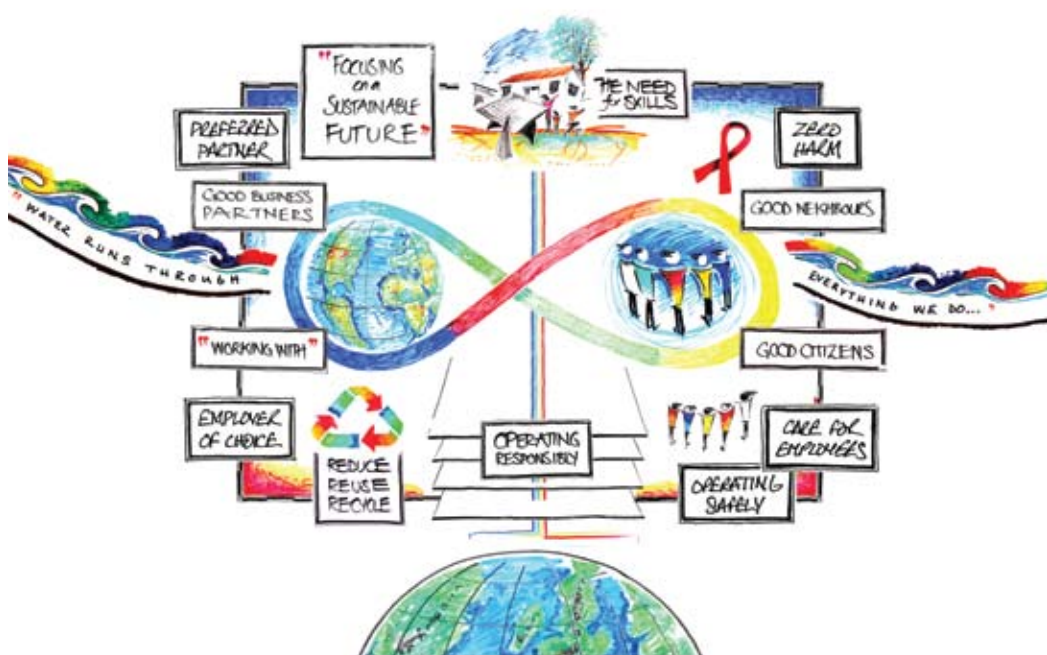 "FOCUSING
on a
SUSTAINABLE
FUTURE"
THE NEED
for SKILLS
PREFERRED
PARTNER
ZERO
HARM
GOOD BUSINESS
PARTNERS
GOOD NEIGHBOURS
"WATER RUNS THROUGH
EVERYTHING WE DO..."
"WORKING WITH"
GOOD CITIZENS
EMPLOYER
OF CHOICE
REDUCE
REUSE
RECYCLE
OPERATING
RESPONSIBLY
CARE FOR
EMPLOYEES
OPERATING
SAFELY